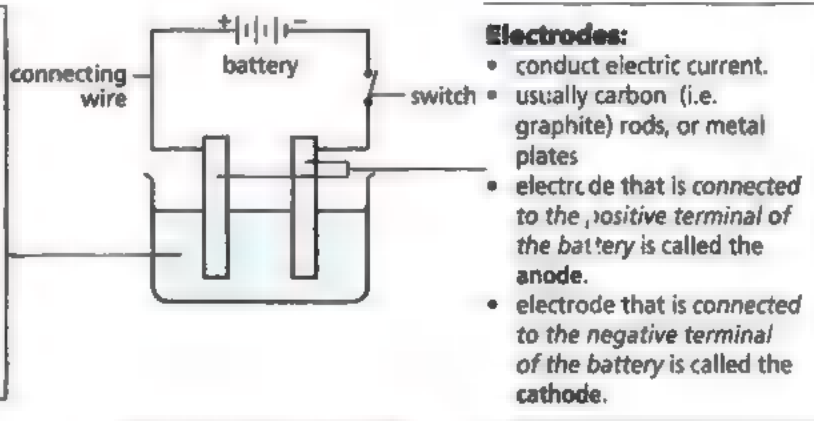 + −
battery
connecting
wire
switch
Electrodes:
• conduct electric current.
• usually carbon (i.e.
graphite) rods, or metal
plates
• electrode that is connected
to the positive terminal of
the battery is called the
anode.
• electrode that is connected
to the negative terminal
of the battery is called the
cathode.